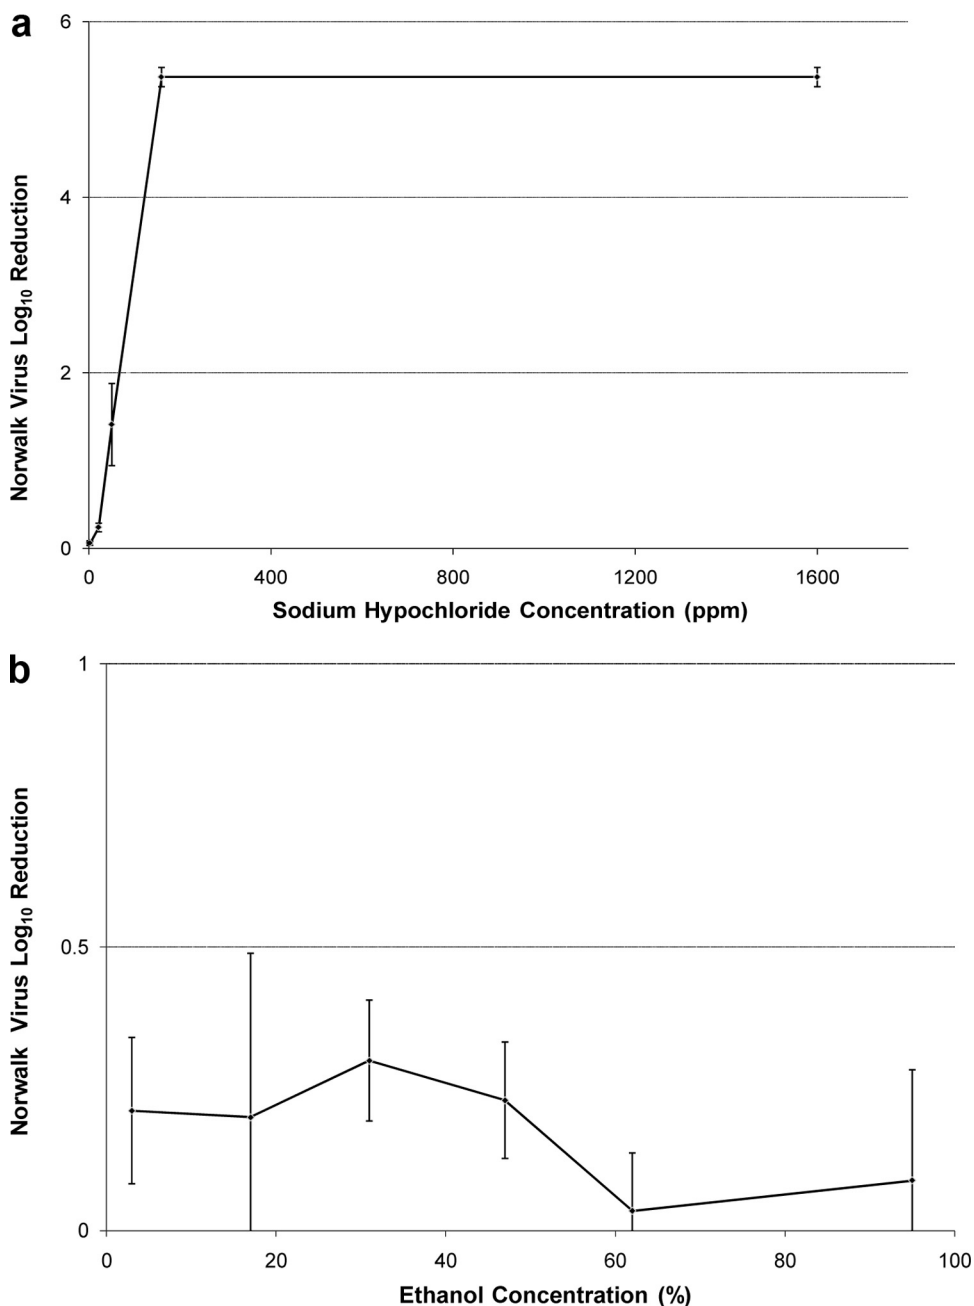 a
6
4
2
0
Norwalk Virus Log10 Reduction
0 400 800 1200 1600
Sodium Hypochloride Concentration (ppm)
b
1
0.5
0
Norwalk Virus Log10 Reduction
0 20 40 60 80 100
Ethanol Concentration (%)